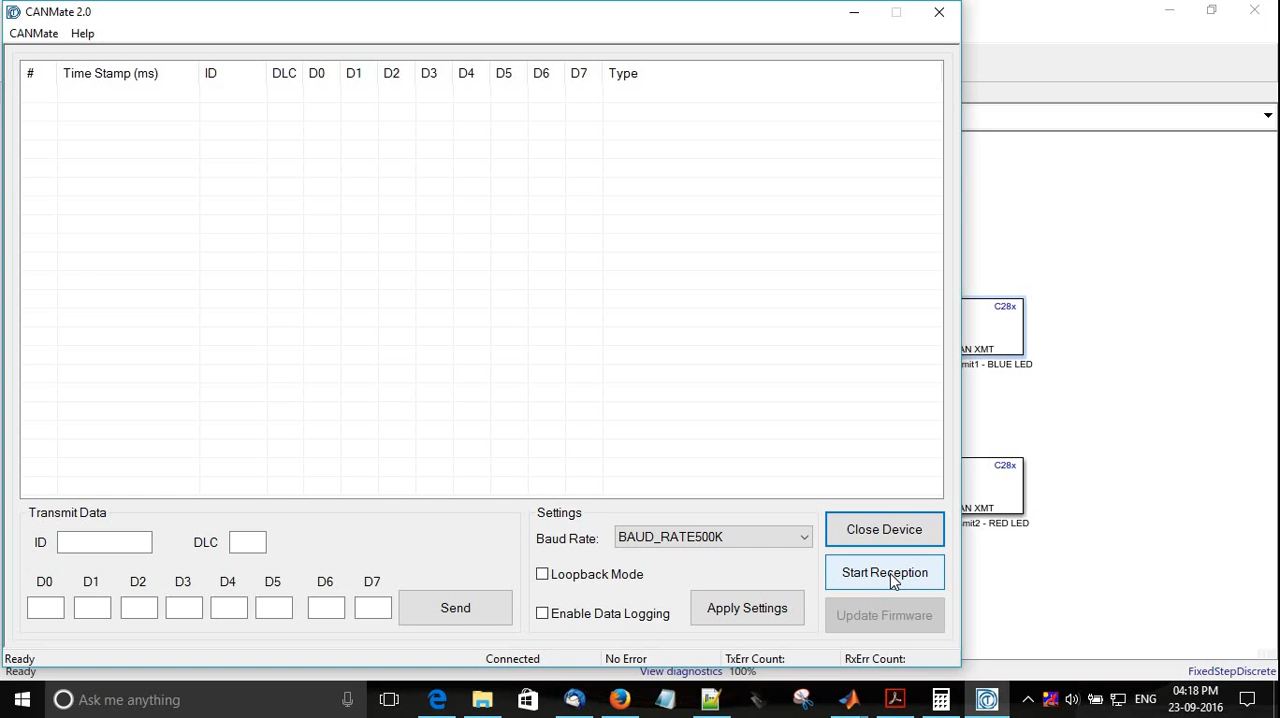 CANMate 2.0
CANMate Help
# Time Stamp (ms) ID DLC D0 D1 D2 D3 D4 D5 D6 D7 Type
C28x
AN XMT
mit1 - BLUE LED
C28x
AN XMT
mit2 - RED LED
Transmit Data
ID DLC
D0 D1 D2 D3 D4 D5 D6 D7
Send
Settings
Baud Rate: BAUD_RATE500K
Loopback Mode
Enable Data Logging
Apply Settings
Close Device
Start Reception
Update Firmware
Ready Connected No Error TxErr Count: RxErr Count:
Ready View diagnostics 100% FixedStepDiscrete
Ask me anything
ENG
04:18 PM
23-09-2016